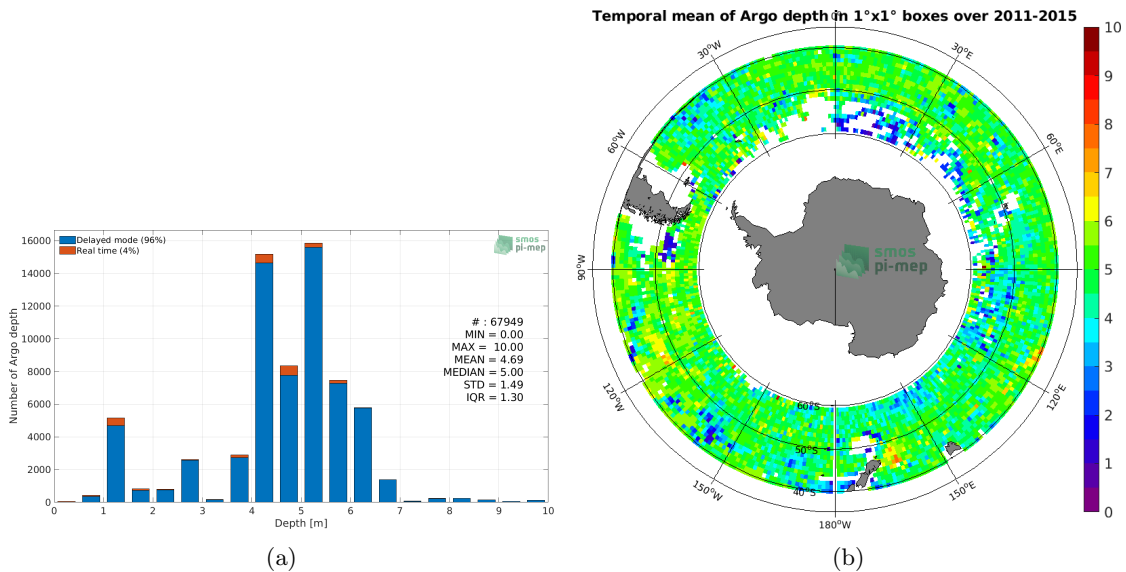 Temporal mean of Argo depth in 1°x1° boxes over 2011-2015
0°
30°W
30°E
60°W
60°E
90°W
120°W
120°E
150°W
150°E
180°W
60°S
50°S
40°S
smos
pi-mep
10
9
8
7
6
5
4
3
2
1
0
Delayed mode (96%)
Real time (4%)
smos
pi-mep
16000
14000
12000
10000
8000
6000
4000
2000
0
Number of Argo depth
# : 67949
MIN = 0.00
MAX = 10.00
MEAN = 4.69
MEDIAN = 5.00
STD = 1.49
IQR = 1.30
0 1 2 3 4 5 6 7 8 9 10
Depth [m]
(a)
(b)